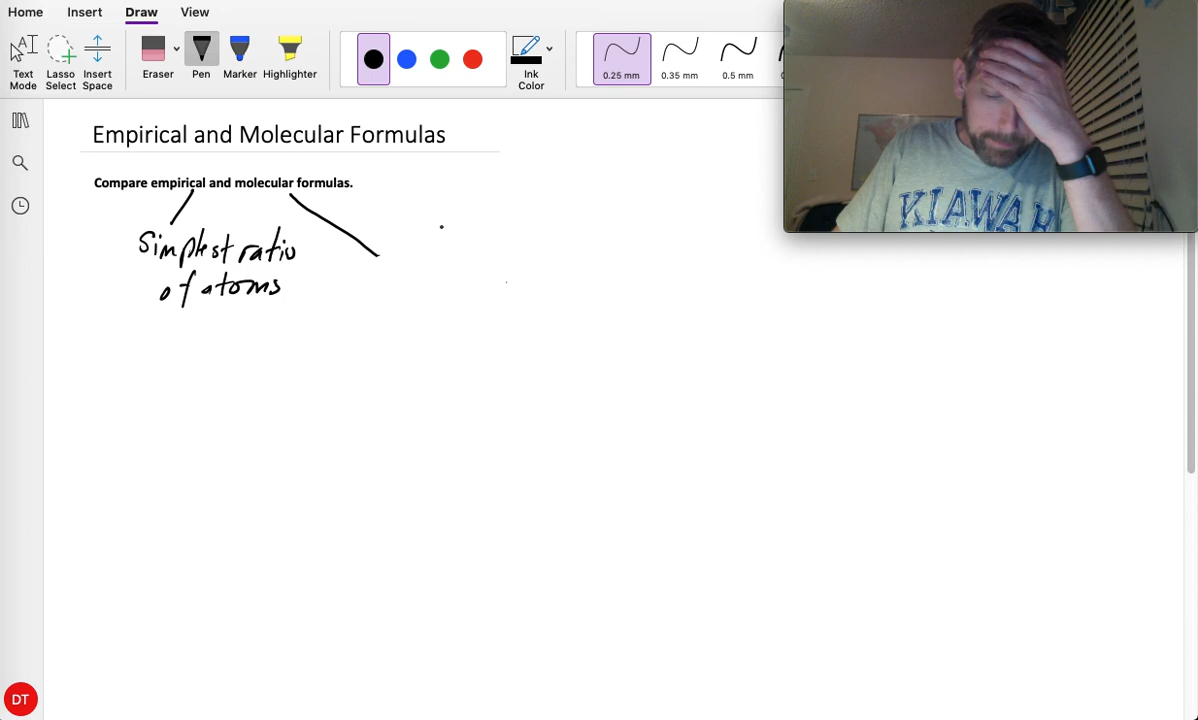 Home Insert Draw View
Text Mode
Lasso Select
Insert Space
Eraser
Pen
Marker
Highlighter
Ink Color
0.25 mm
0.35 mm
0.5 mm
KIAWAH
Empirical and Molecular Formulas
Compare empirical and molecular formulas.
Simplest ratio
of atoms
DT